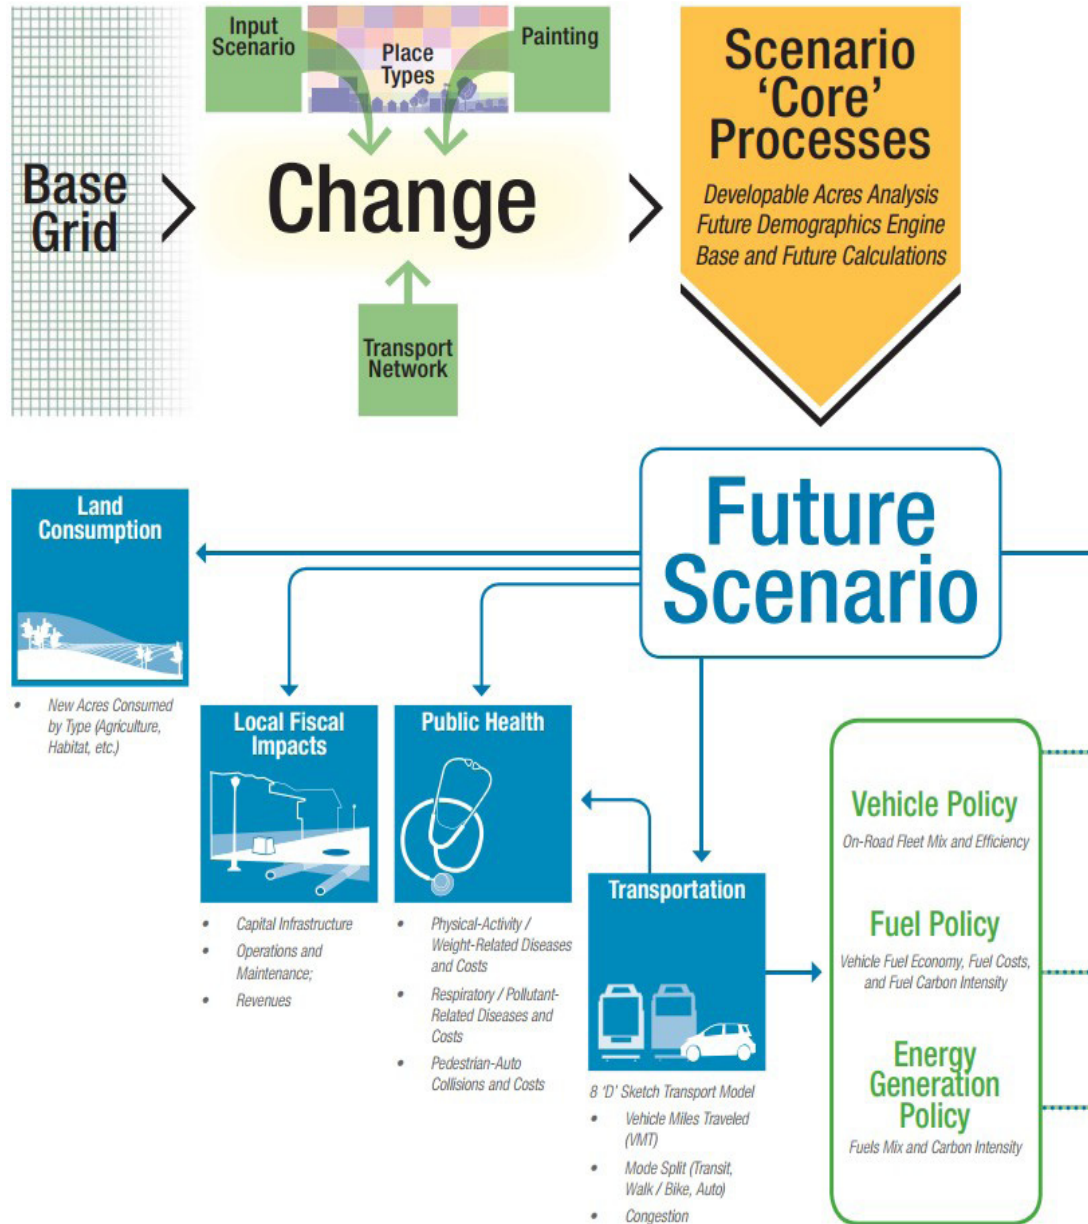 Input
Scenario
Place
Types
Painting
Base
Grid
Change
Transport
Network
Scenario
‘Core’
Processes
Developable Acres Analysis
Future Demographics Engine
Base and Future Calculations
Future
Scenario
Land
Consumption
• New Acres Consumed
by Type (Agriculture,
Habitat, etc.)
Local Fiscal
Impacts
• Capital Infrastructure
• Operations and
Maintenance;
• Revenues
Public Health
• Physical-Activity /
Weight-Related Diseases
and Costs
• Respiratory / Pollutant-
Related Diseases and
Costs
• Pedestrian-Auto
Collisions and Costs
Transportation
8 ‘D’ Sketch Transport Model
• Vehicle Miles Traveled
(VMT)
• Mode Split (Transit,
Walk / Bike, Auto)
• Congestion
Vehicle Policy
On-Road Fleet Mix and Efficiency
Fuel Policy
Vehicle Fuel Economy, Fuel Costs,
and Fuel Carbon Intensity
Energy
Generation
Policy
Fuels Mix and Carbon Intensity